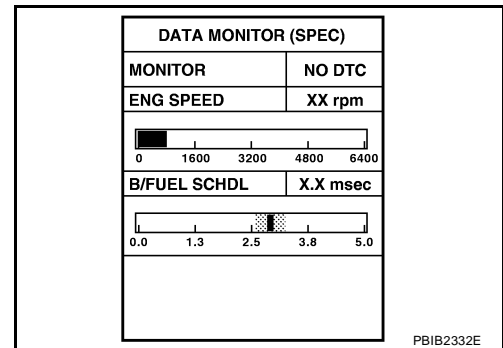 DATA MONITOR (SPEC)
MONITOR NO DTC
ENG SPEED XX rpm
0 1600 3200 4800 6400
B/FUEL SCHDL X.X msec
0.0 1.3 2.5 3.8 5.0
PBIB2332E